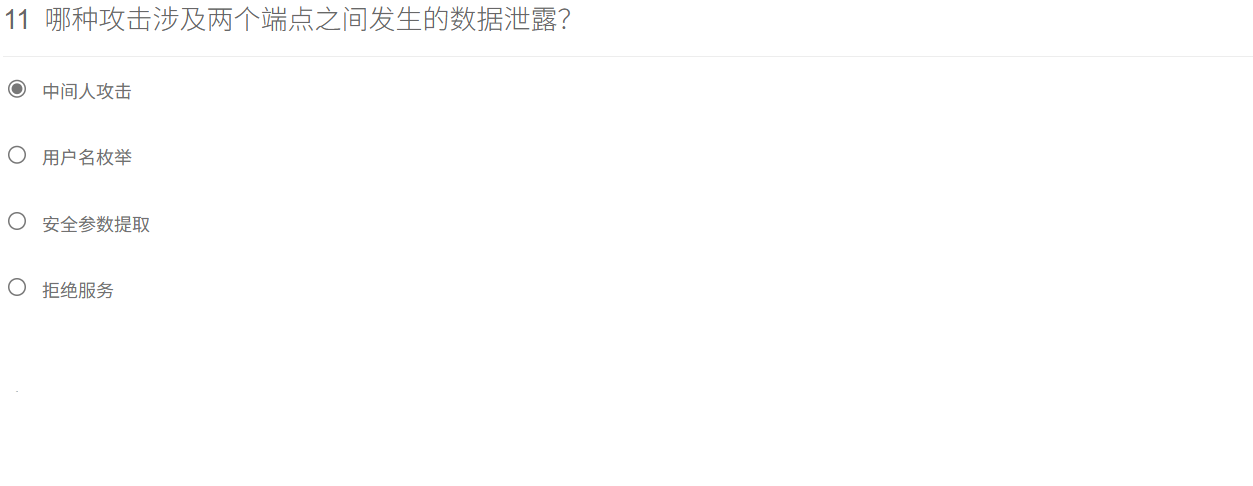 11 哪种攻击涉及两个端点之间发生的数据泄露？
中间人攻击
用户名枚举
安全参数提取
拒绝服务